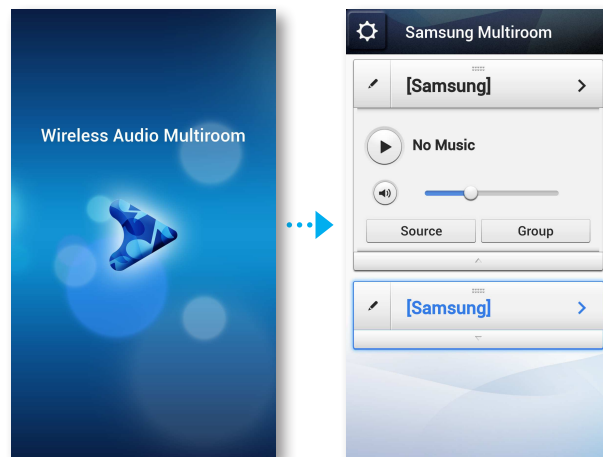 Wireless Audio Multiroom
Samsung Multiroom
[Samsung]
No Music
Source Group
[Samsung]